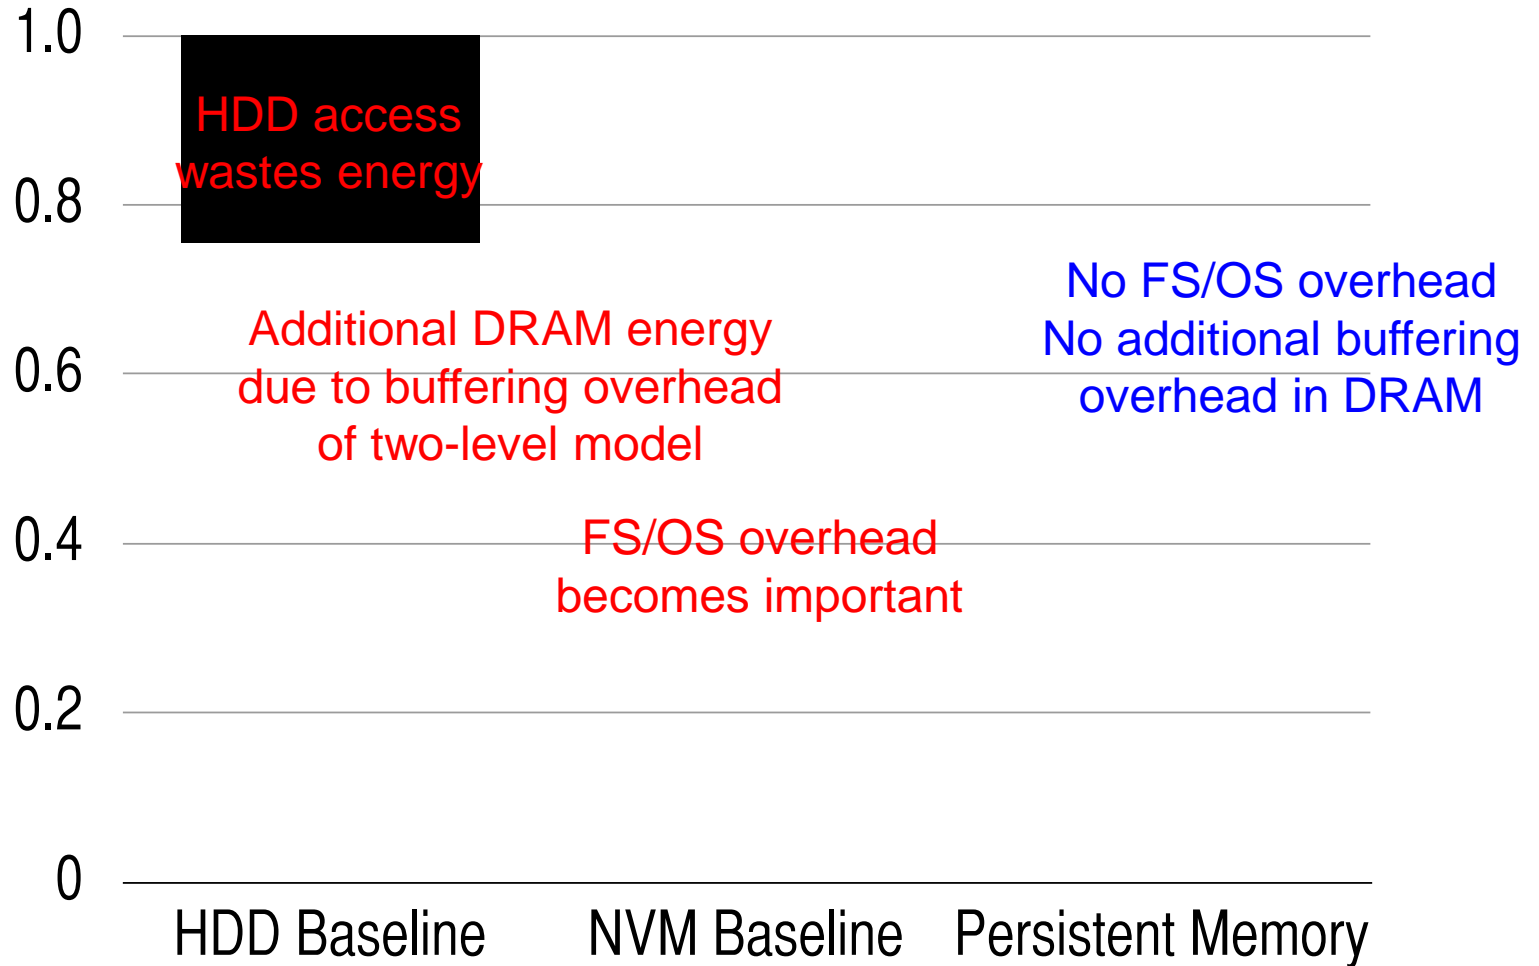 1.0
HDD access
wastes energy
0.8
No FS/OS overhead
No additional buffering
overhead in DRAM
Additional DRAM energy
due to buffering overhead
of two-level model
0.6
0.4
FS/OS overhead
becomes important
0.2
0
HDD Baseline
NVM Baseline
Persistent Memory